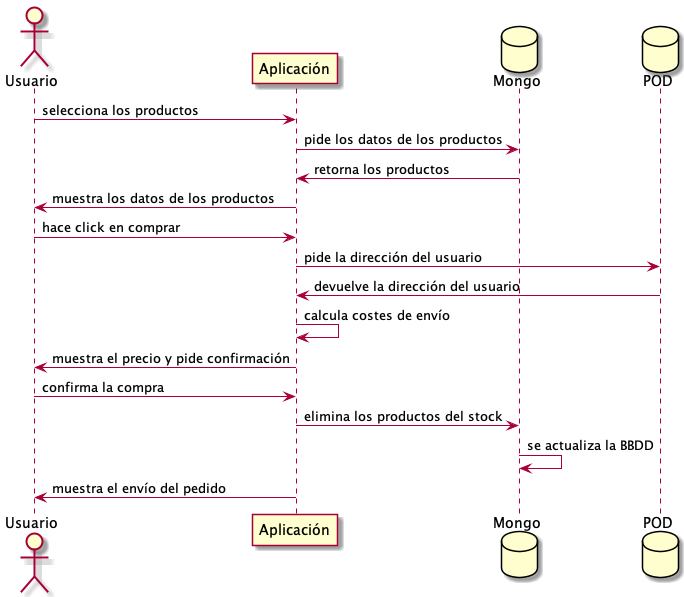 Usuario
Aplicación
Mongo
POD
selecciona los productos
pide los datos de los productos
retorna los productos
muestra los datos de los productos
hace click en comprar
pide la dirección del usuario
devuelve la dirección del usuario
calcula costes de envío
muestra el precio y pide confirmación
confirma la compra
elimina los productos del stock
se actualiza la BBDD
muestra el envío del pedido
Usuario
Aplicación
Mongo
POD